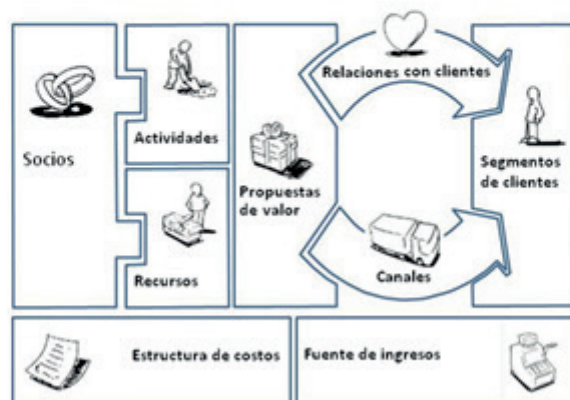 Socios
Actividades
Recursos
Propuestas
de valor
Relaciones con clientes
Canales
Segmentos
de clientes
Estructura de costos
Fuente de ingresos